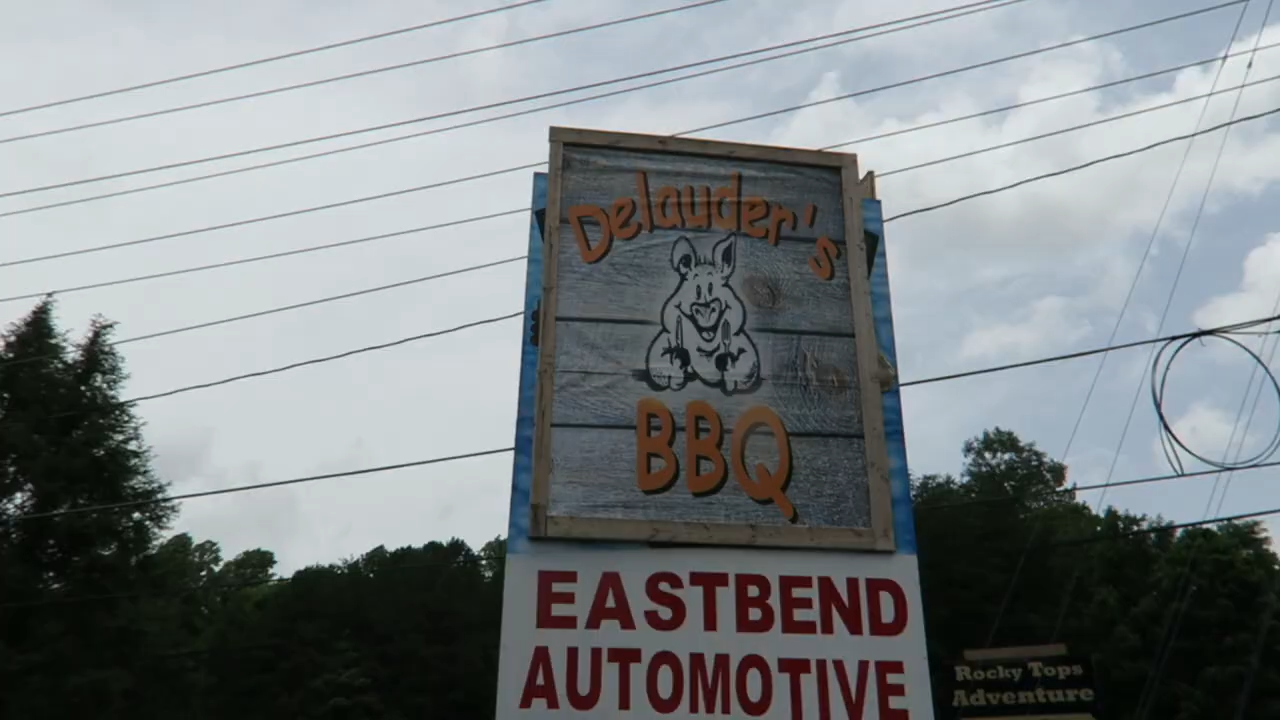 Delauder's
BBQ
EASTBEND
AUTOMOTIVE
Rocky Tops
Adventure